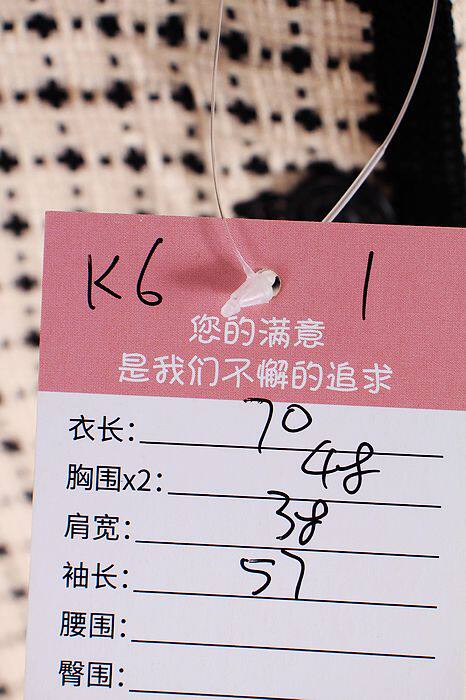 K6 1
您的满意
是我们不懈的追求
衣长: 70
胸围x2: 48
肩宽: 38
袖长: 57
腰围:
臀围: